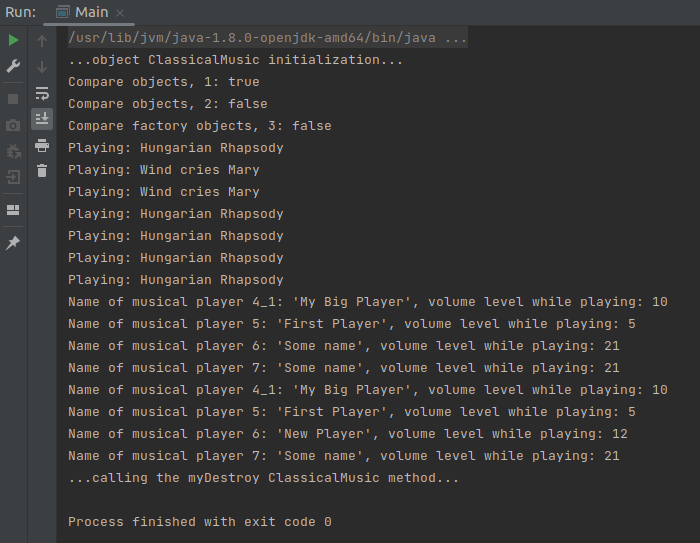 Run: Main
/usr/lib/jvm/java-1.8.0-openjdk-amd64/bin/java ...
...object ClassicalMusic initialization...
Compare objects, 1: true
Compare objects, 2: false
Compare factory objects, 3: false
Playing: Hungarian Rhapsody
Playing: Wind cries Mary
Playing: Wind cries Mary
Playing: Hungarian Rhapsody
Playing: Hungarian Rhapsody
Playing: Hungarian Rhapsody
Playing: Hungarian Rhapsody
Name of musical player 4_1: 'My Big Player', volume level while playing: 10
Name of musical player 5: 'First Player', volume level while playing: 5
Name of musical player 6: 'Some name', volume level while playing: 21
Name of musical player 7: 'Some name', volume level while playing: 21
Name of musical player 4_1: 'My Big Player', volume level while playing: 10
Name of musical player 5: 'First Player', volume level while playing: 5
Name of musical player 6: 'New Player', volume level while playing: 12
Name of musical player 7: 'Some name', volume level while playing: 21
...calling the myDestroy ClassicalMusic method...
Process finished with exit code 0